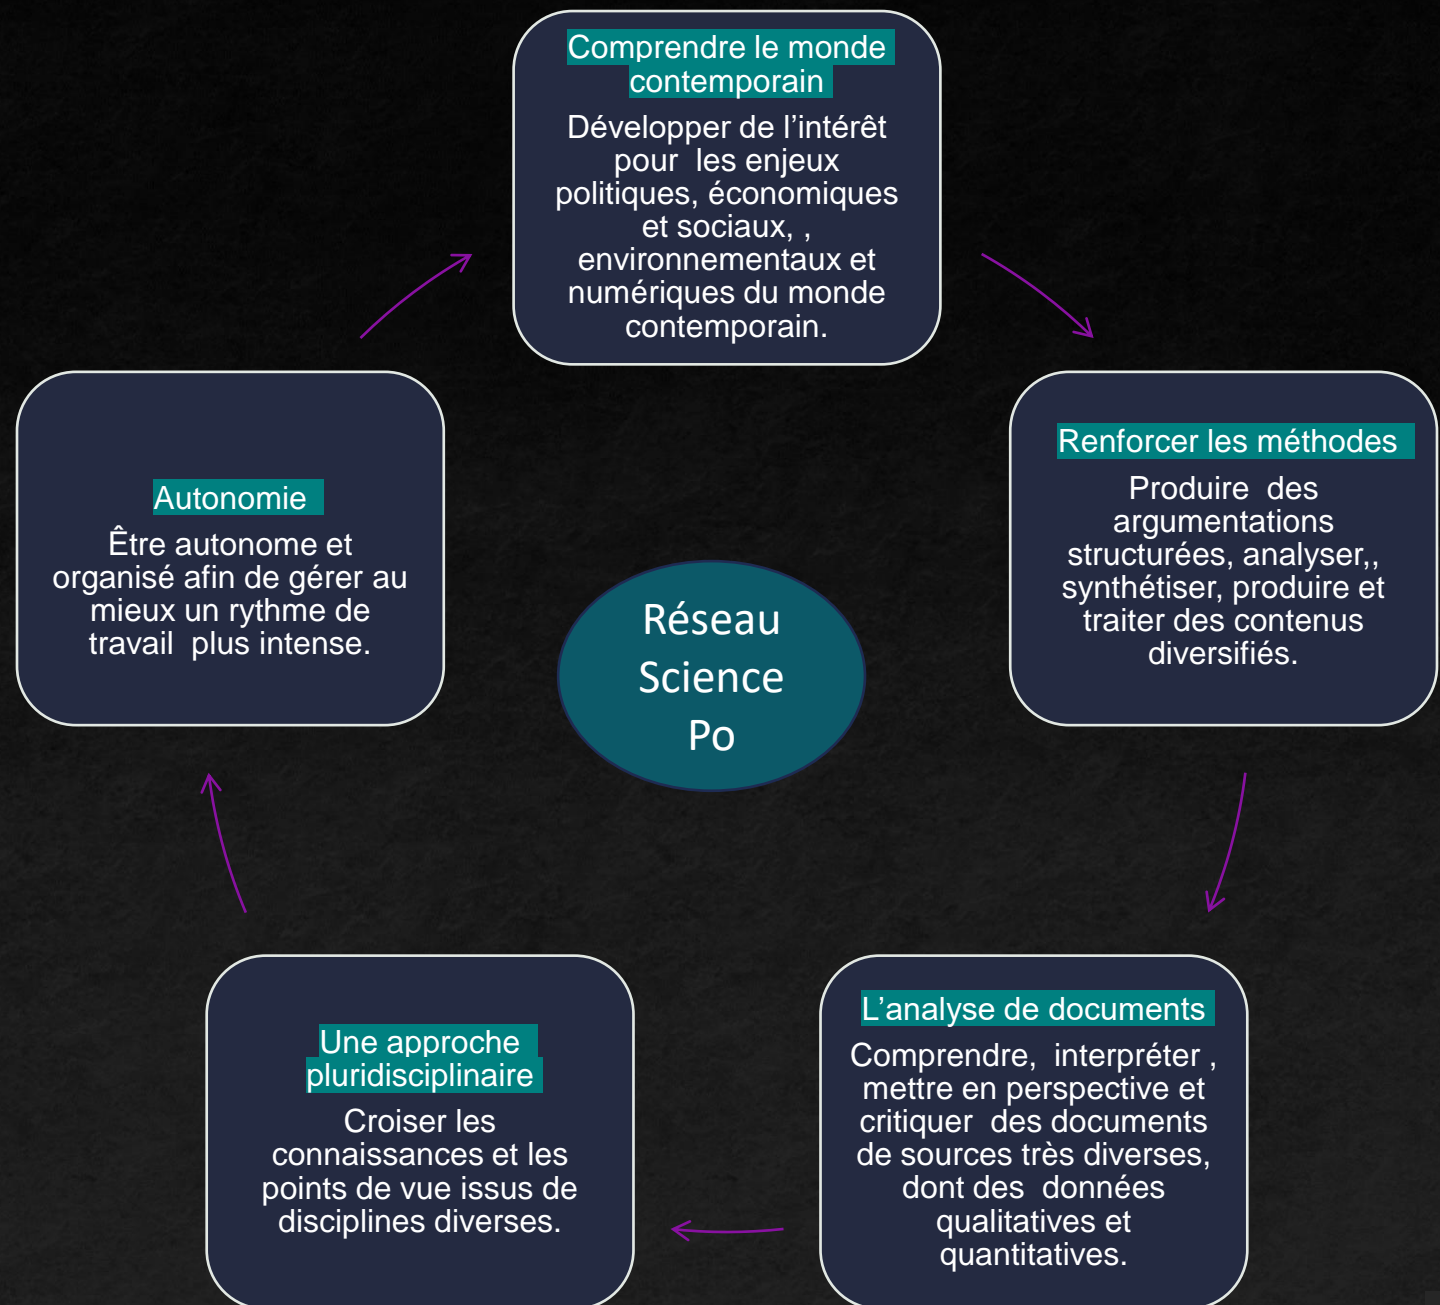 Comprendre le monde
contemporain
Développer de l’intérêt
pour les enjeux
politiques, économiques
et sociaux, ,
environnementaux et
numériques du monde
contemporain.
Renforcer les méthodes
Produire des
argumentations
structurées, analyser,,
synthétiser, produire et
traiter des contenus
diversifiés.
L’analyse de documents
Comprendre, interpréter ,
mettre en perspective et
critiquer des documents
de sources très diverses,
dont des données
qualitatives et
quantitatives.
Une approche
pluridisciplinaire
Croiser les
connaissances et les
points de vue issus de
disciplines diverses.
Autonomie
Être autonome et
organisé afin de gérer au
mieux un rythme de
travail plus intense.
Réseau
Science
Po